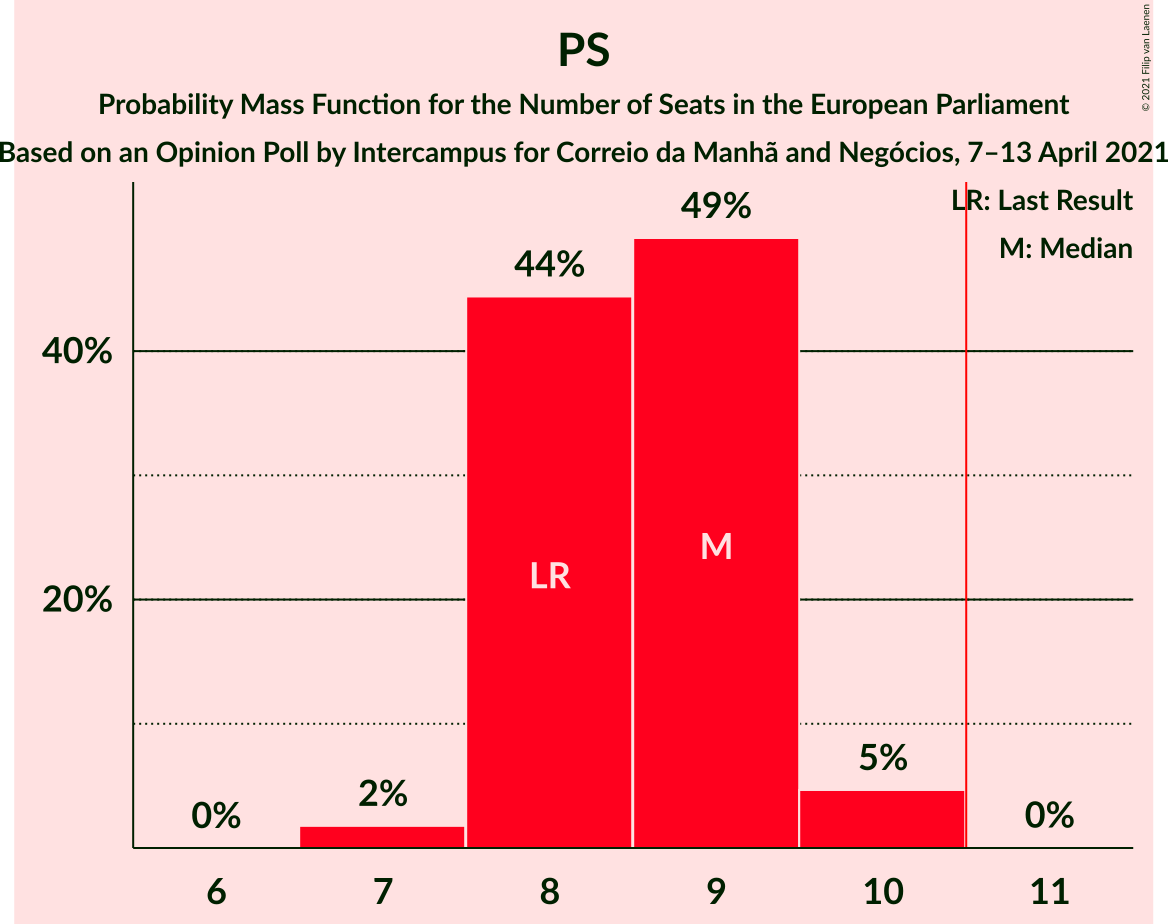 PS
Probability Mass Function for the Number of Seats in the European Parliament
Based on an Opinion Poll by Intercampus for Correio da Manhã and Negócios, 7–13 April 2021
© 2021 Filip van Laenen
LR: Last Result
M: Median
49%
44%
40%
M
LR
20%
5%
2%
0%
0%
6 7 8 9 10 11